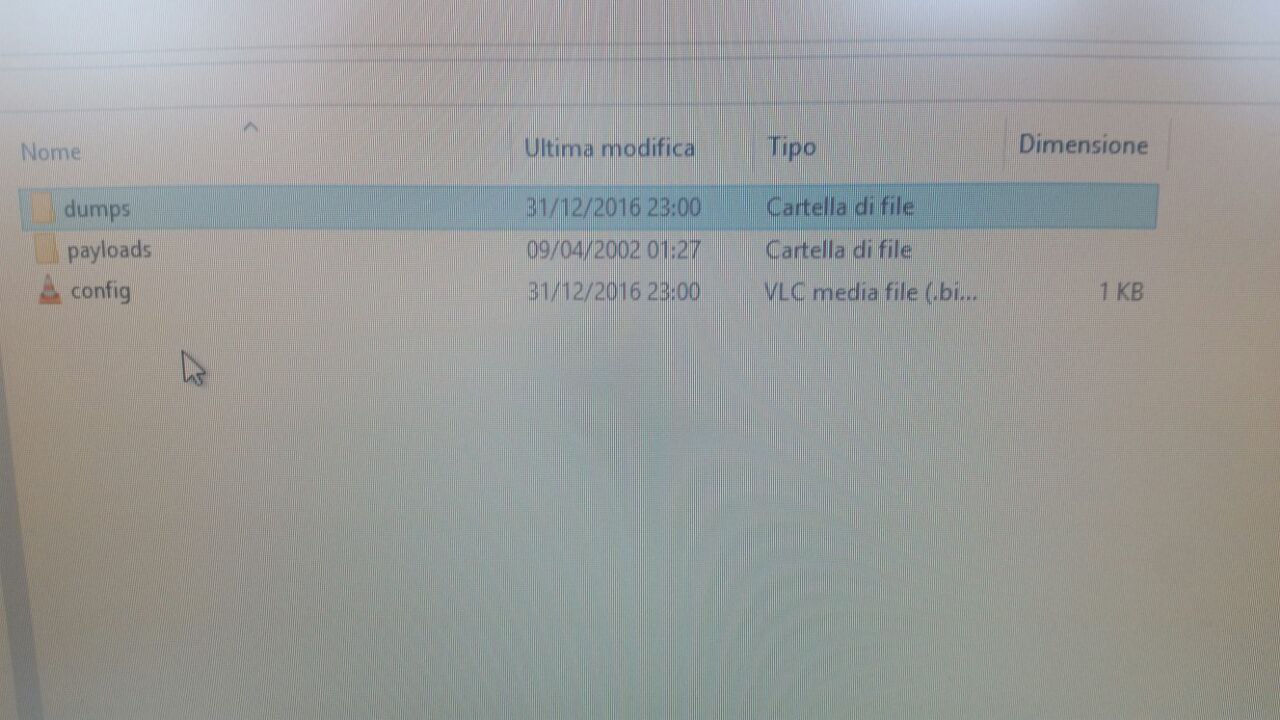 Nome Ultima modifica Tipo Dimensione
dumps 31/12/2016 23:00 Cartella di file
payloads 09/04/2002 01:27 Cartella di file
config 31/12/2016 23:00 VLC media file (.bi... 1 KB